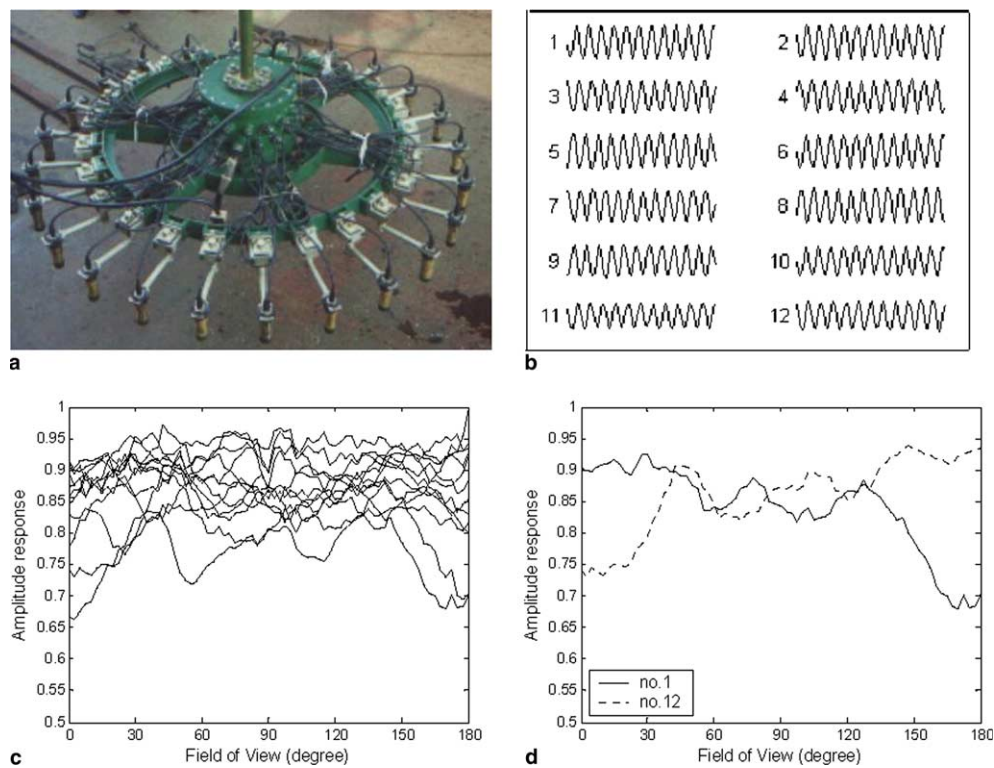 a
1 2
3 4
5 6
7 8
9 10
11 12
b
1
0.95
0.9
0.85
0.8
0.75
0.7
0.65
0.6
0.55
0.5
Amplitude response
0 30 60 90 120 150 180
Field of View (degree)
c
1
0.95
0.9
0.85
0.8
0.75
0.7
0.65
0.6
0.55
0.5
Amplitude response
no.1
no.12
0 30 60 90 120 150 180
Field of View (degree)
d